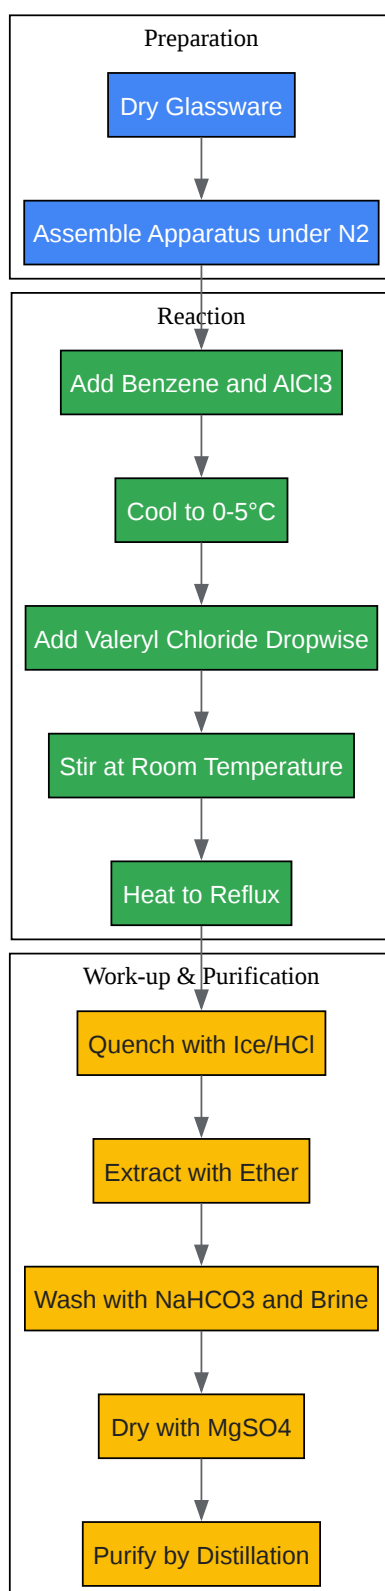 Preparation
Dry Glassware
Assemble Apparatus under N2
Reaction
Add Benzene and AlCl3
Cool to 0-5°C
Add Valeryl Chloride Dropwise
Stir at Room Temperature
Heat to Reflux
Work-up & Purification
Quench with Ice/HCl
Extract with Ether
Wash with NaHCO3 and Brine
Dry with MgSO4
Purify by Distillation